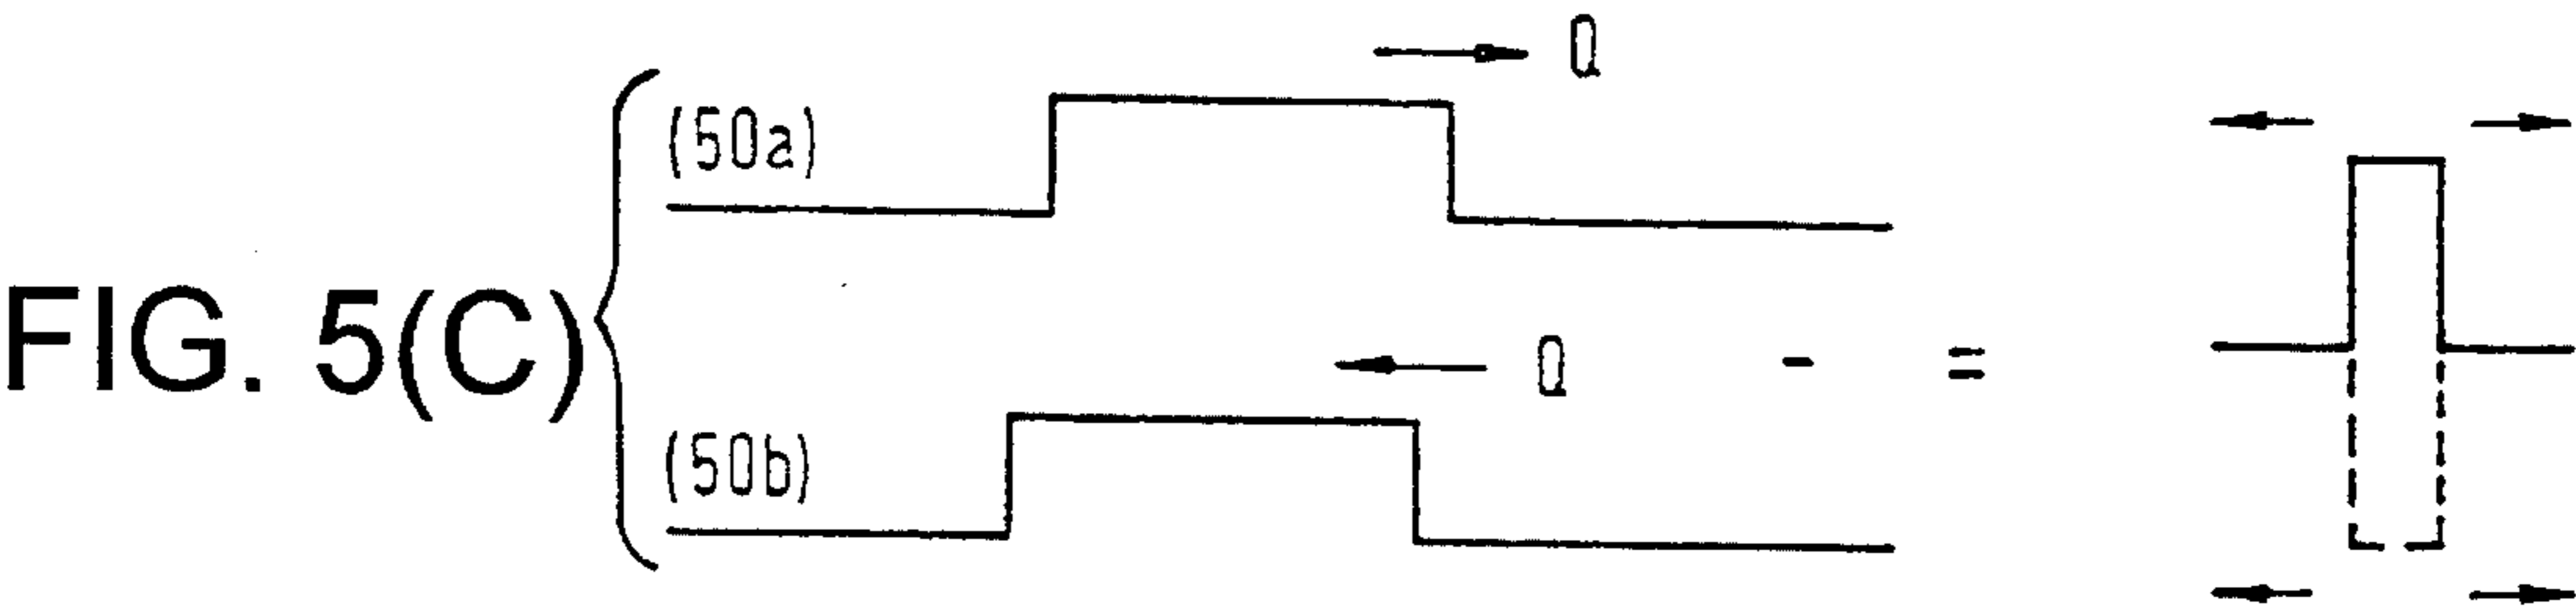 Q
(50a)
FIG. 5(C)
Q - =
(50b)